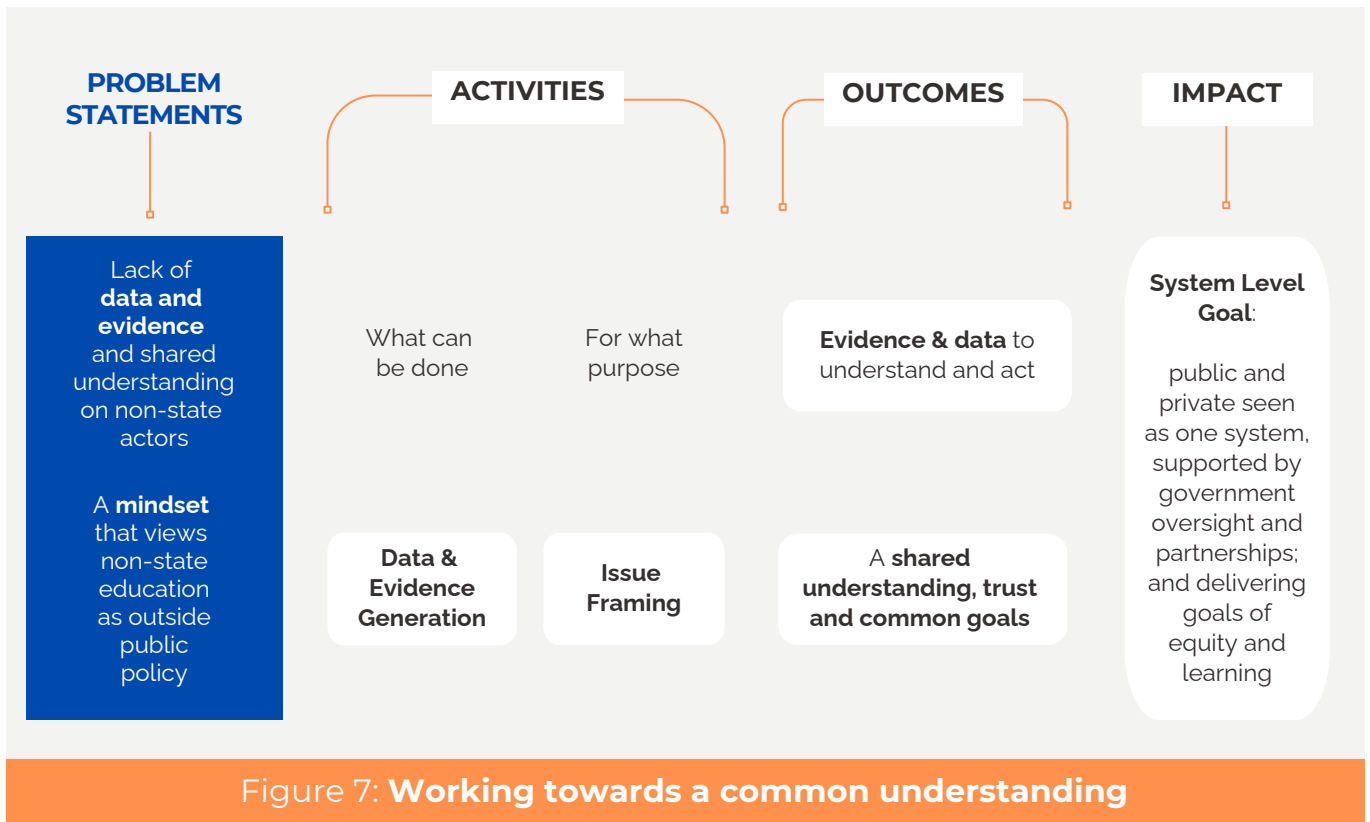 PROBLEM
STATEMENTS
ACTIVITIES
OUTCOMES
IMPACT
Lack of
data and
evidence
and shared
understanding
on non-state
actors
A mindset
that views
non-state
education
as outside
public
policy
What can
be done
For what
purpose
Data &
Evidence
Generation
Issue
Framing
Evidence & data to
understand and act
A shared
understanding, trust
and common goals
System Level
Goal:
public and
private seen
as one system,
supported by
government
oversight and
partnerships;
and delivering
goals of
equity and
learning
Figure 7: Working towards a common understanding